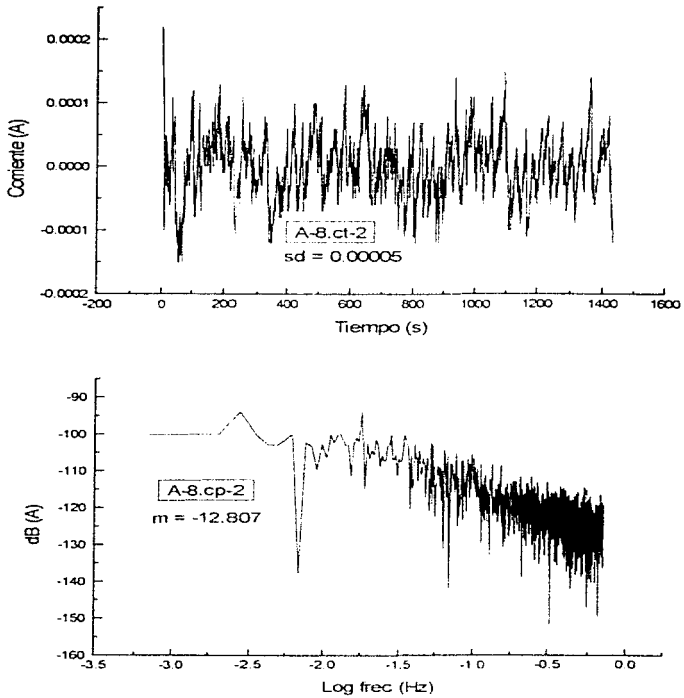 0.0002
0.0001
0.0000
-0.0001
-0.0002
Corriente (A)
A-8.ct-2
sd = 0.00005
-200 0 200 400 600 800 1000 1200 1400 1600
Tiempo (s)
-90
-100
-110
-120
-130
-140
-150
-160
dB (A)
A-8.cp-2
m = -12.807
-3.5 -3.0 -2.5 -2.0 -1.5 -1.0 -0.5 0.0 0.5
Log frec (Hz)